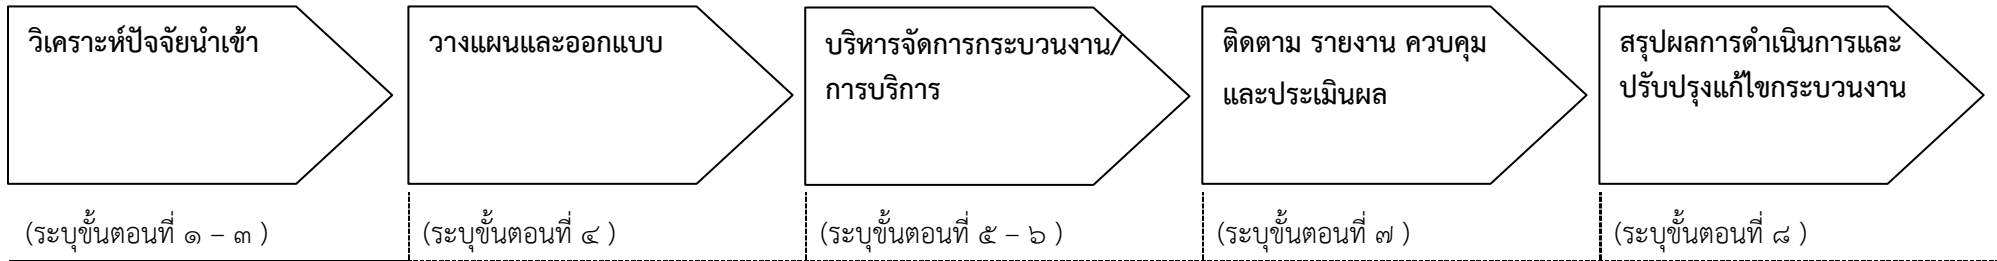 วิเคราะห์ปัจจัยนำเข้า
วางแผนและออกแบบ
บริหารจัดการกระบวนงาน/
การบริการ
ติดตาม รายงาน ควบคุม
และประเมินผล
สรุปผลการดำเนินการและ
ปรับปรุงแก้ไขกระบวนงาน
(ระบุขั้นตอนที่ ๑ – ๓ )
(ระบุขั้นตอนที่ ๔ )
(ระบุขั้นตอนที่ ๕ – ๖ )
(ระบุขั้นตอนที่ ๗ )
(ระบุขั้นตอนที่ ๘ )